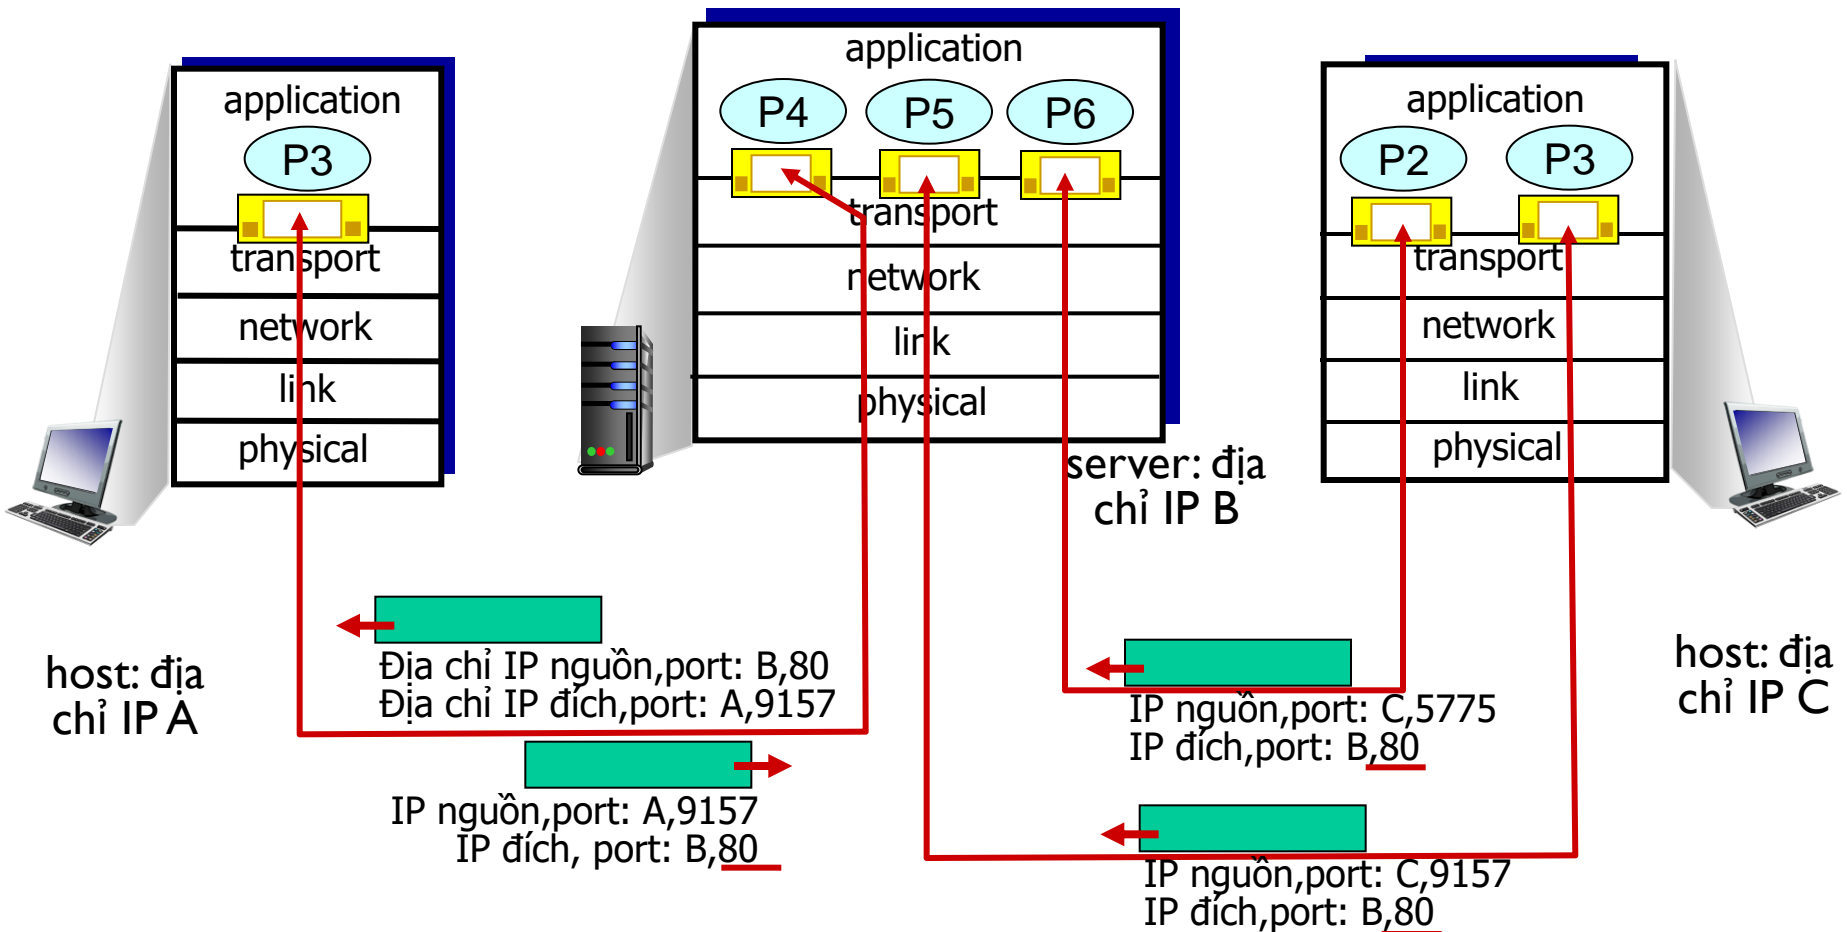 application
P3
transport
network
link
physical
host: địa
chỉ IP A
application
P4
P5
P6
transport
network
link
physical
server: địa
chỉ IP B
application
P2
P3
transport
network
link
physical
host: địa
chỉ IP C
Địa chỉ IP nguồn,port: B,80
Địa chỉ IP đích,port: A,9157
IP nguồn,port: A,9157
IP đích, port: B,80
IP nguồn,port: C,5775
IP đích,port: B,80
IP nguồn,port: C,9157
IP đích,port: B,80